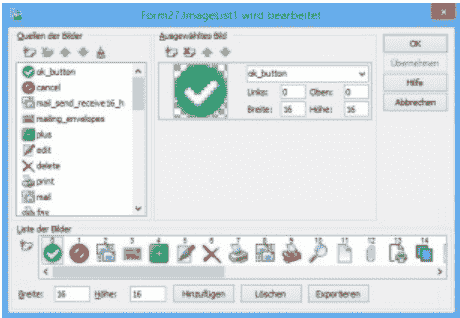 Form27.ImageList1 wird bearbeitet
Quellen der Bilder
ok_button
cancel
mail_send_receive16_h
mailing_envelopes
plus
edit
delete
print
mail
fax
Ausgewähltes Bild
ok_button
Links: 0 Oben: 0
Breite: 16 Höhe: 16
OK
Übernehmen
Hilfe
Abbrechen
Liste der Bilder
0 1 2 3 4 5 6 7 8 9 10 11 12 13 14
Breite: 16 Höhe: 16 Hinzufügen Löschen Exportieren